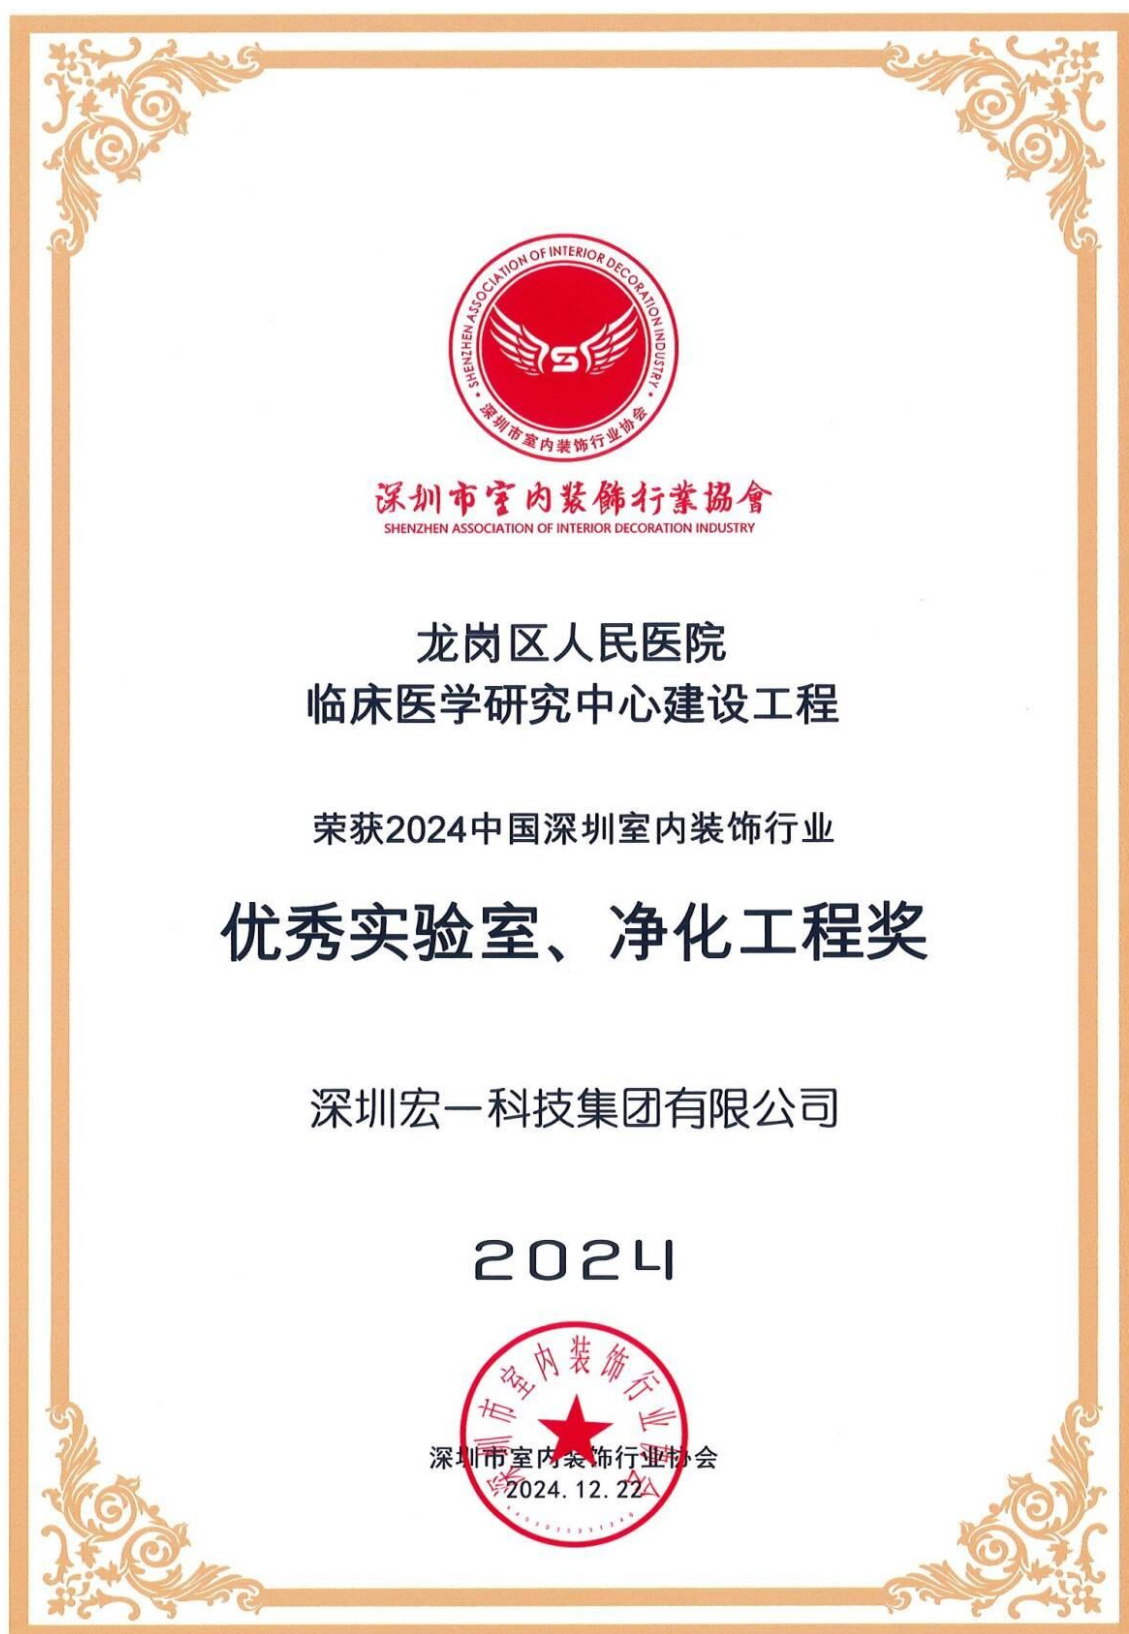 SHENZHEN ASSOCIATION OF INTERIOR DECORATION INDUSTRY
深圳市室内装饰行业协会
深圳市室内装飾行業協會
SHENZHEN ASSOCIATION OF INTERIOR DECORATION INDUSTRY
龙岗区人民医院
临床医学研究中心建设工程
荣获2024中国深圳室内装饰行业
优秀实验室、净化工程奖
深圳宏一科技集团有限公司
2024
深圳市室内装饰行业协会
深圳市室内装饰行业协会
2024.12.22